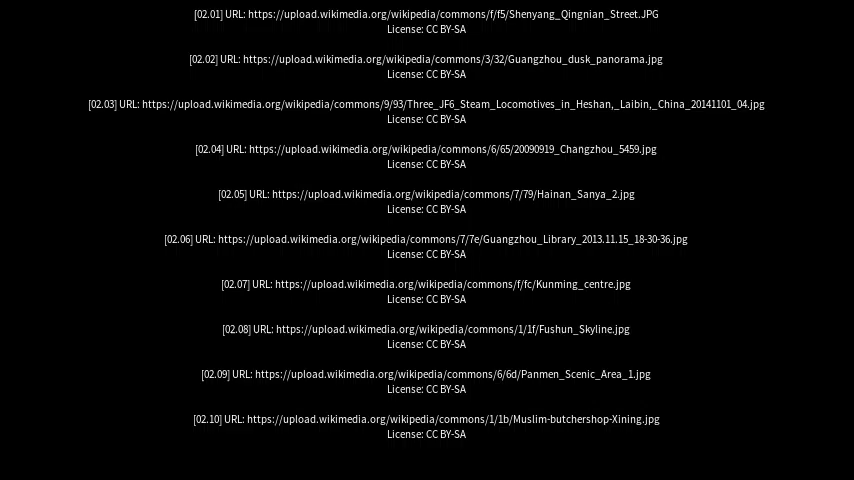 [02.01] URL: https://upload.wikimedia.org/wikipedia/commons/f/f5/Shenyang_Qingnian_Street.JPG
License: CC BY-SA
[02.02] URL: https://upload.wikimedia.org/wikipedia/commons/3/32/Guangzhou_dusk_panorama.jpg
License: CC BY-SA
[02.03] URL: https://upload.wikimedia.org/wikipedia/commons/9/93/Three_JF6_Steam_Locomotives_in_Heshan,_Laibin,_China_20141101_04.jpg
License: CC BY-SA
[02.04] URL: https://upload.wikimedia.org/wikipedia/commons/6/65/20090919_Changzhou_5459.jpg
License: CC BY-SA
[02.05] URL: https://upload.wikimedia.org/wikipedia/commons/7/79/Hainan_Sanya_2.jpg
License: CC BY-SA
[02.06] URL: https://upload.wikimedia.org/wikipedia/commons/7/7e/Guangzhou_Library_2013.11.15_18-30-36.jpg
License: CC BY-SA
[02.07] URL: https://upload.wikimedia.org/wikipedia/commons/f/fc/Kunming_centre.jpg
License: CC BY-SA
[02.08] URL: https://upload.wikimedia.org/wikipedia/commons/1/1f/Fushun_Skyline.jpg
License: CC BY-SA
[02.09] URL: https://upload.wikimedia.org/wikipedia/commons/6/6d/Panmen_Scenic_Area_1.jpg
License: CC BY-SA
[02.10] URL: https://upload.wikimedia.org/wikipedia/commons/1/1b/Muslim-butchershop-Xining.jpg
License: CC BY-SA